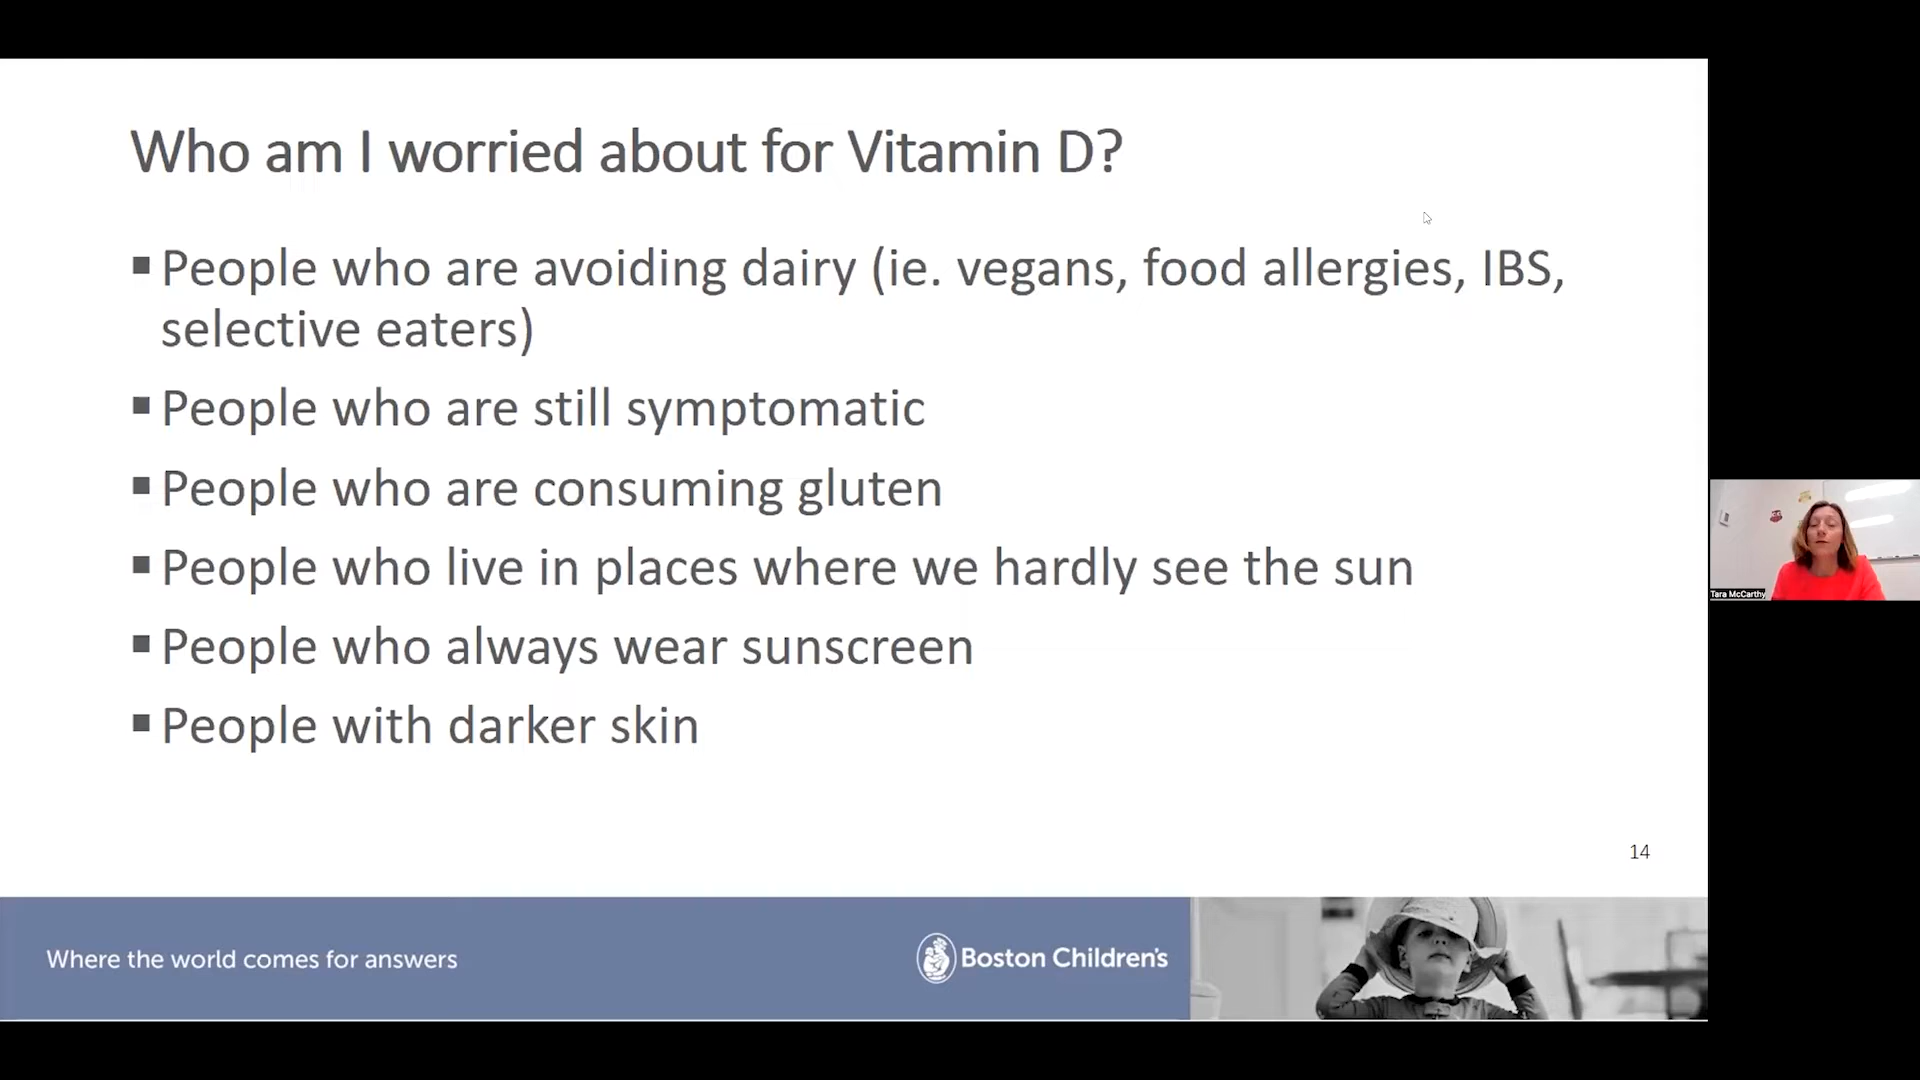 Who am I worried about for Vitamin D?
▪ People who are avoiding dairy (ie. vegans, food allergies, IBS,
selective eaters)
▪ People who are still symptomatic
▪ People who are consuming gluten
▪ People who live in places where we hardly see the sun
▪ People who always wear sunscreen
▪ People with darker skin
14
Where the world comes for answers
Boston Children's
Tara McCarthy